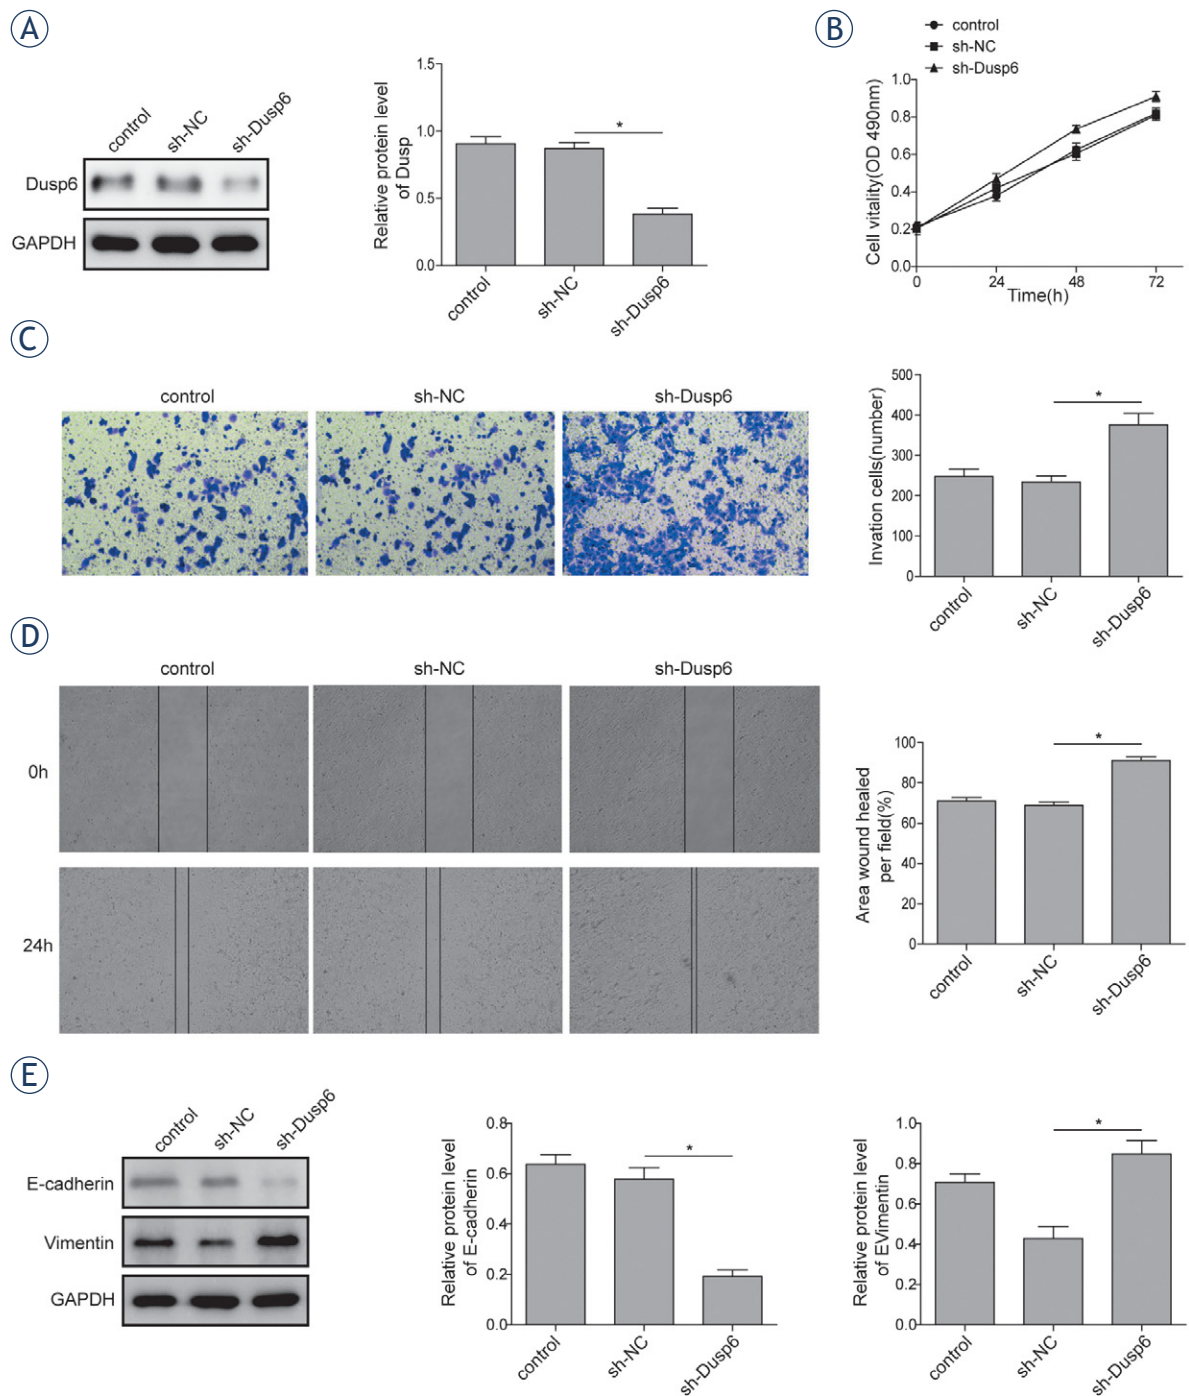 A
control
sh-NC
sh-Dusp6
Dusp6
GAPDH
Relative protein level
of Dusp
1.5
1.0
0.5
0.0
*
control
sh-NC
sh-Dusp6
B
control
sh-NC
sh-Dusp6
Cell vitality(OD 490nm)
1.0
0.8
0.6
0.4
0.2
0.0
0
24
48
72
Time(h)
C
control
sh-NC
sh-Dusp6
Invation cells(number)
500
400
300
200
100
0
*
control
sh-NC
sh-Dusp6
D
control
sh-NC
sh-Dusp6
0h
24h
Area wound healed
per field(%)
100
80
60
40
20
0
*
control
sh-NC
sh-Dusp6
E
control
sh-NC
sh-Dusp6
E-cadherin
Vimentin
GAPDH
Relative protein level
of E-cadherin
0.8
0.6
0.4
0.2
0.0
*
control
sh-NC
sh-Dusp6
Relative protein level
of EVimentin
1.0
0.8
0.6
0.4
0.2
0.0
*
control
sh-NC
sh-Dusp6